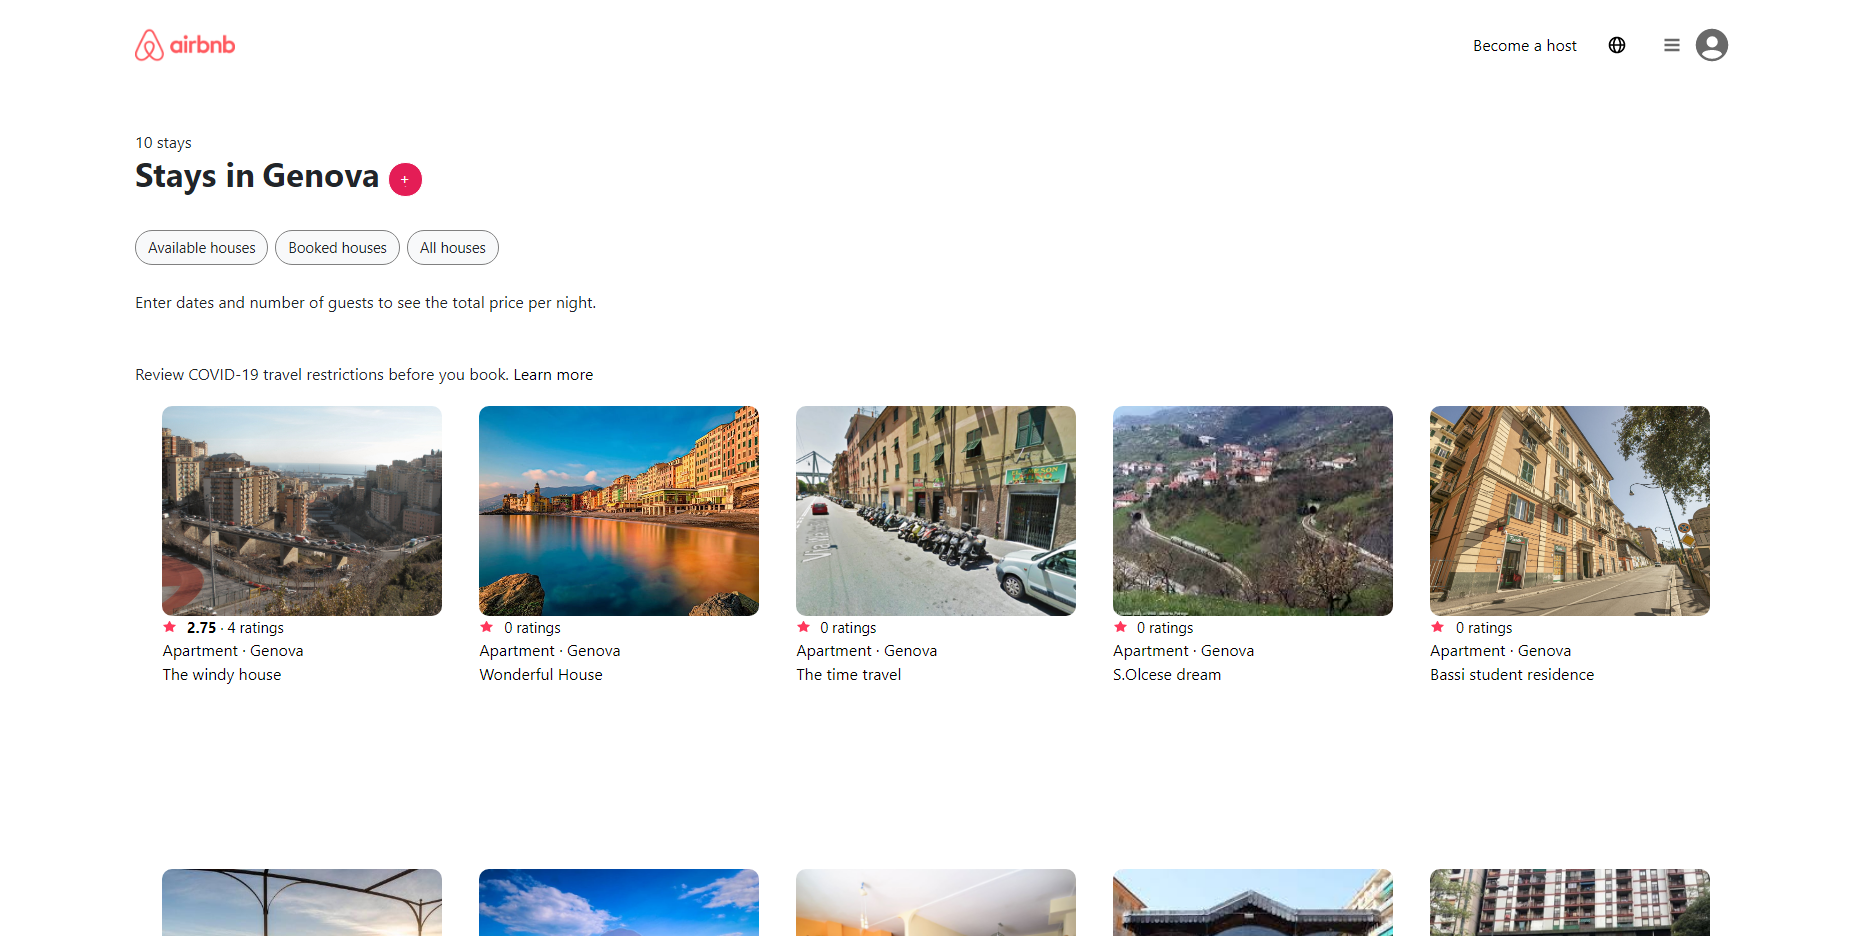 airbnb
Become a host
10 stays
Stays in Genova +
Available houses Booked houses All houses
Enter dates and number of guests to see the total price per night.
Review COVID-19 travel restrictions before you book. Learn more
2.75 · 4 ratings
Apartment · Genova
The windy house
0 ratings
Apartment · Genova
Wonderful House
0 ratings
Apartment · Genova
The time travel
0 ratings
Apartment · Genova
S.Olcese dream
0 ratings
Apartment · Genova
Bassi student residence